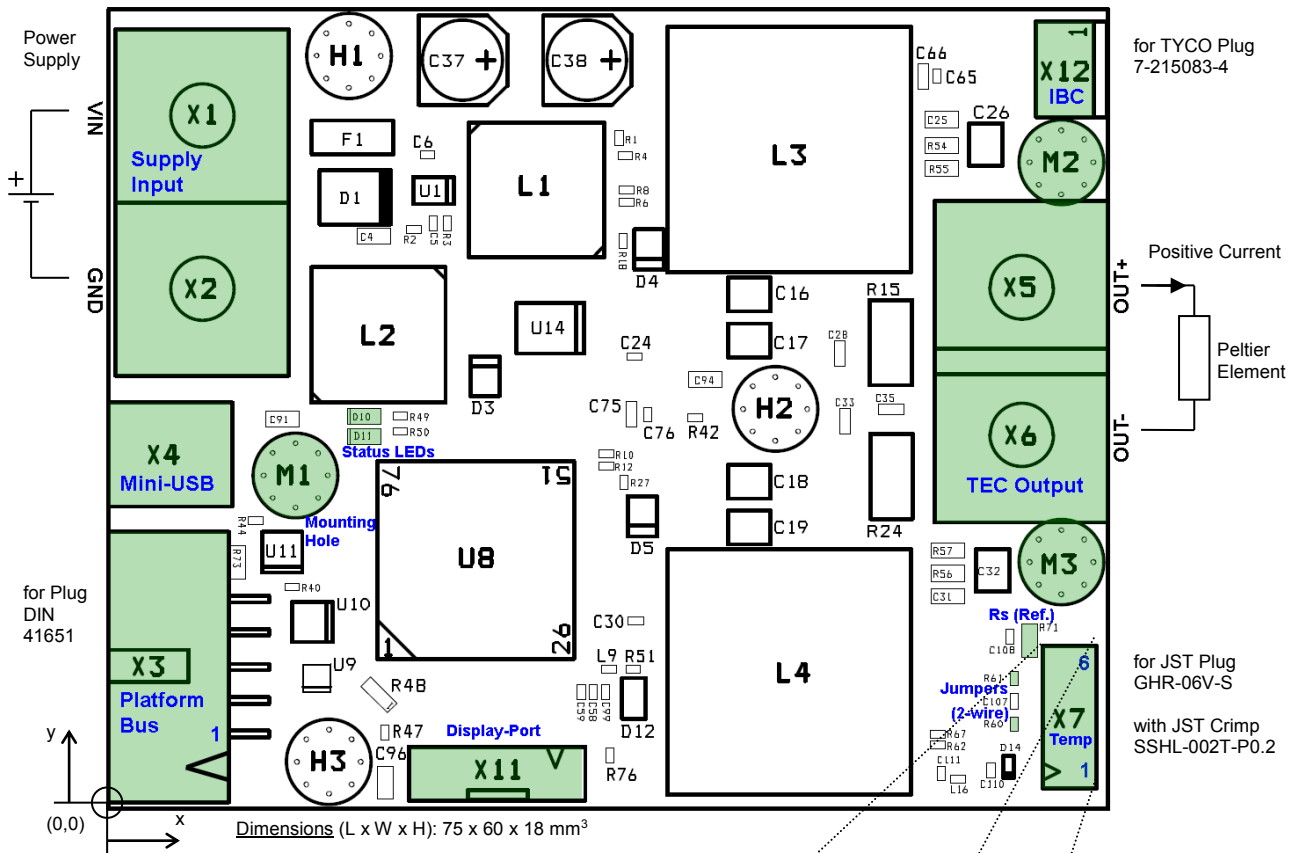 Power
Supply
VIN
+
GND
X1
Supply
Input
X2
H1
C37
+
C38
+
F1
C6
D1
U1
C4
R2
C5
R3
L1
R1
R4
R8
R6
R18
D4
L3
C66
C65
C25
R54
R55
C26
X12
1
IBC
for TYCO Plug
7-215083-4
M2
X5
OUT+
Positive Current
Peltier
Element
X6
OUT-
TEC Output
L2
U14
D3
C24
C16
C17
R15
C28
C94
C75
C76
R42
H2
C33
C35
X4
Mini-USB
C91
D10
D11
R49
R50
Status LEDs
M1
Mounting
Hole
76
51
U8
1
26
R10
R12
R27
D5
C18
C19
R24
R44
U11
R73
R40
U10
U9
for Plug
DIN
41651
X3
Platform
Bus
1
R57
R56
C31
C32
M3
Rs (Ref.)
C108
R71
L4
C30
L9
R51
C59
C58
C99
D12
R48
R47
C96
H3
Display-Port
X11
R76
R61
Jumpers
C107
(2-wire)
R60
R67
R62
C111
L16
C110
D14
6
X7
Temp
1
for JST Plug
GHR-06V-S
with JST Crimp
SSHL-002T-P0.2
y
x
(0,0)
Dimensions (L x W x H): 75 x 60 x 18 mm³